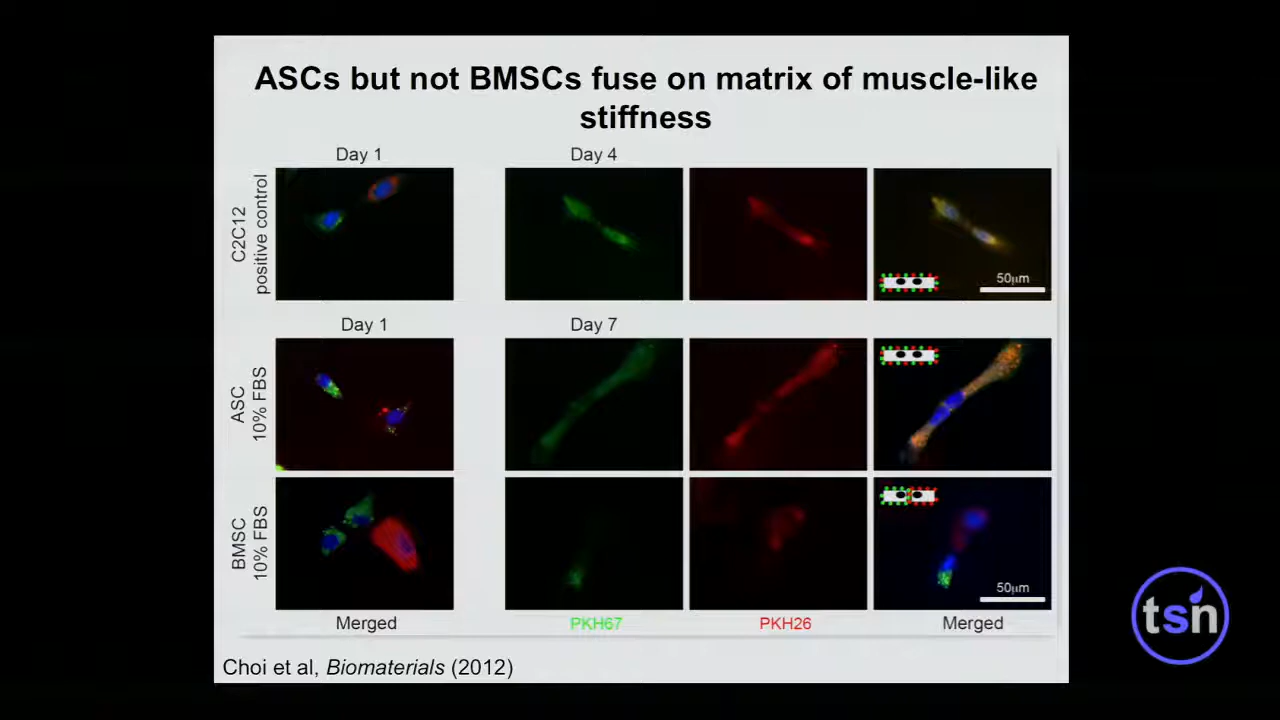 ASCs but not BMSCs fuse on matrix of muscle-like
stiffness
Day 1
Day 4
C2C12
positive control
50μm
Day 1
Day 7
ASC
10% FBS
BMSC
10% FBS
50μm
Merged
PKH67
PKH26
Merged
Choi et al, Biomaterials (2012)
tsn